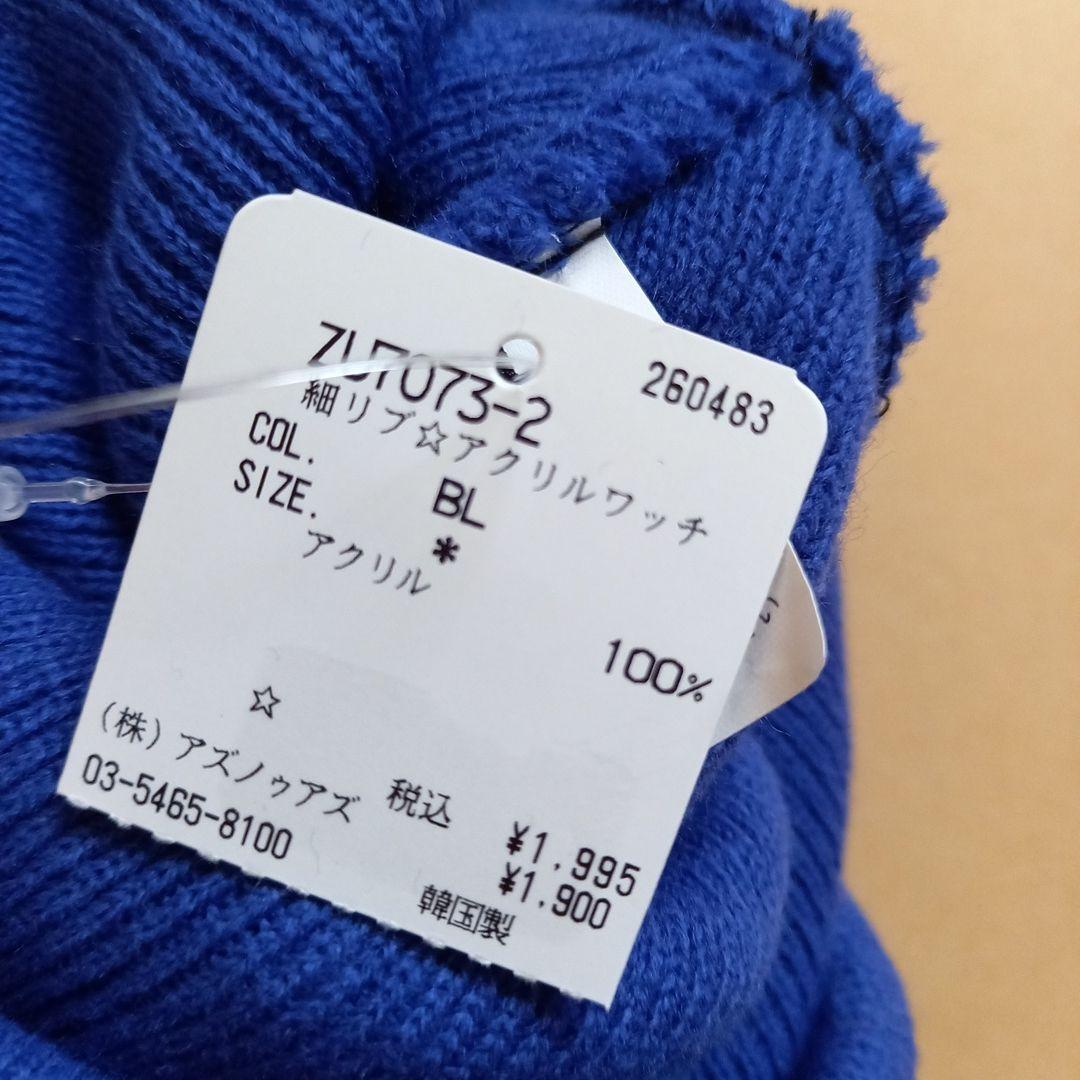 ZU7073-2
260483
細リブ☆アクリルワッチ
COL. BL
SIZE. *
アクリル
100%
☆
(株)アズノゥアズ
03-5465-8100
税込 ¥1,995
¥1,900
韓国製